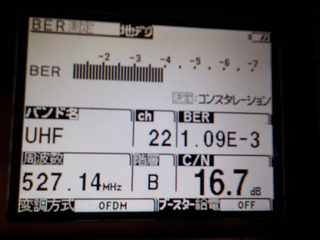 BER測定 地デジ
-2 -3 -4 -5 -6 -7
BER
決定:コンスタレーション
バンド名 ch BER
UHF 22 1.09E-3
周波数 階層 C/N
527.14MHz B 16.7dB
変調方式 OFDM ブースター給電 OFF